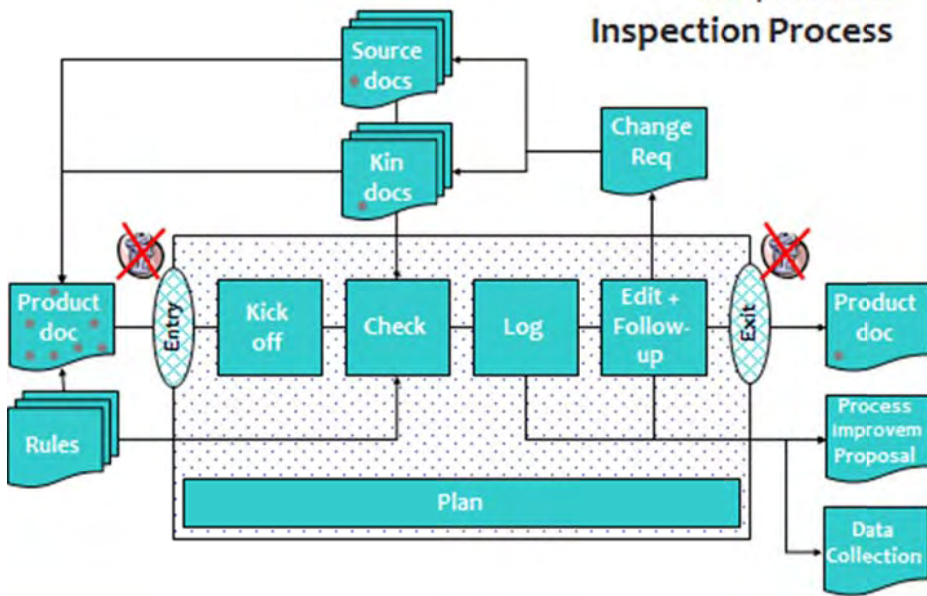 Inspection Process
Source
docs
Kin
docs
Change
Req
Product
doc
Entry
Kick
off
Check
Log
Edit +
Follow-
up
Exit
Product
doc
Rules
Process
Improvem
Proposal
Plan
Data
Collection